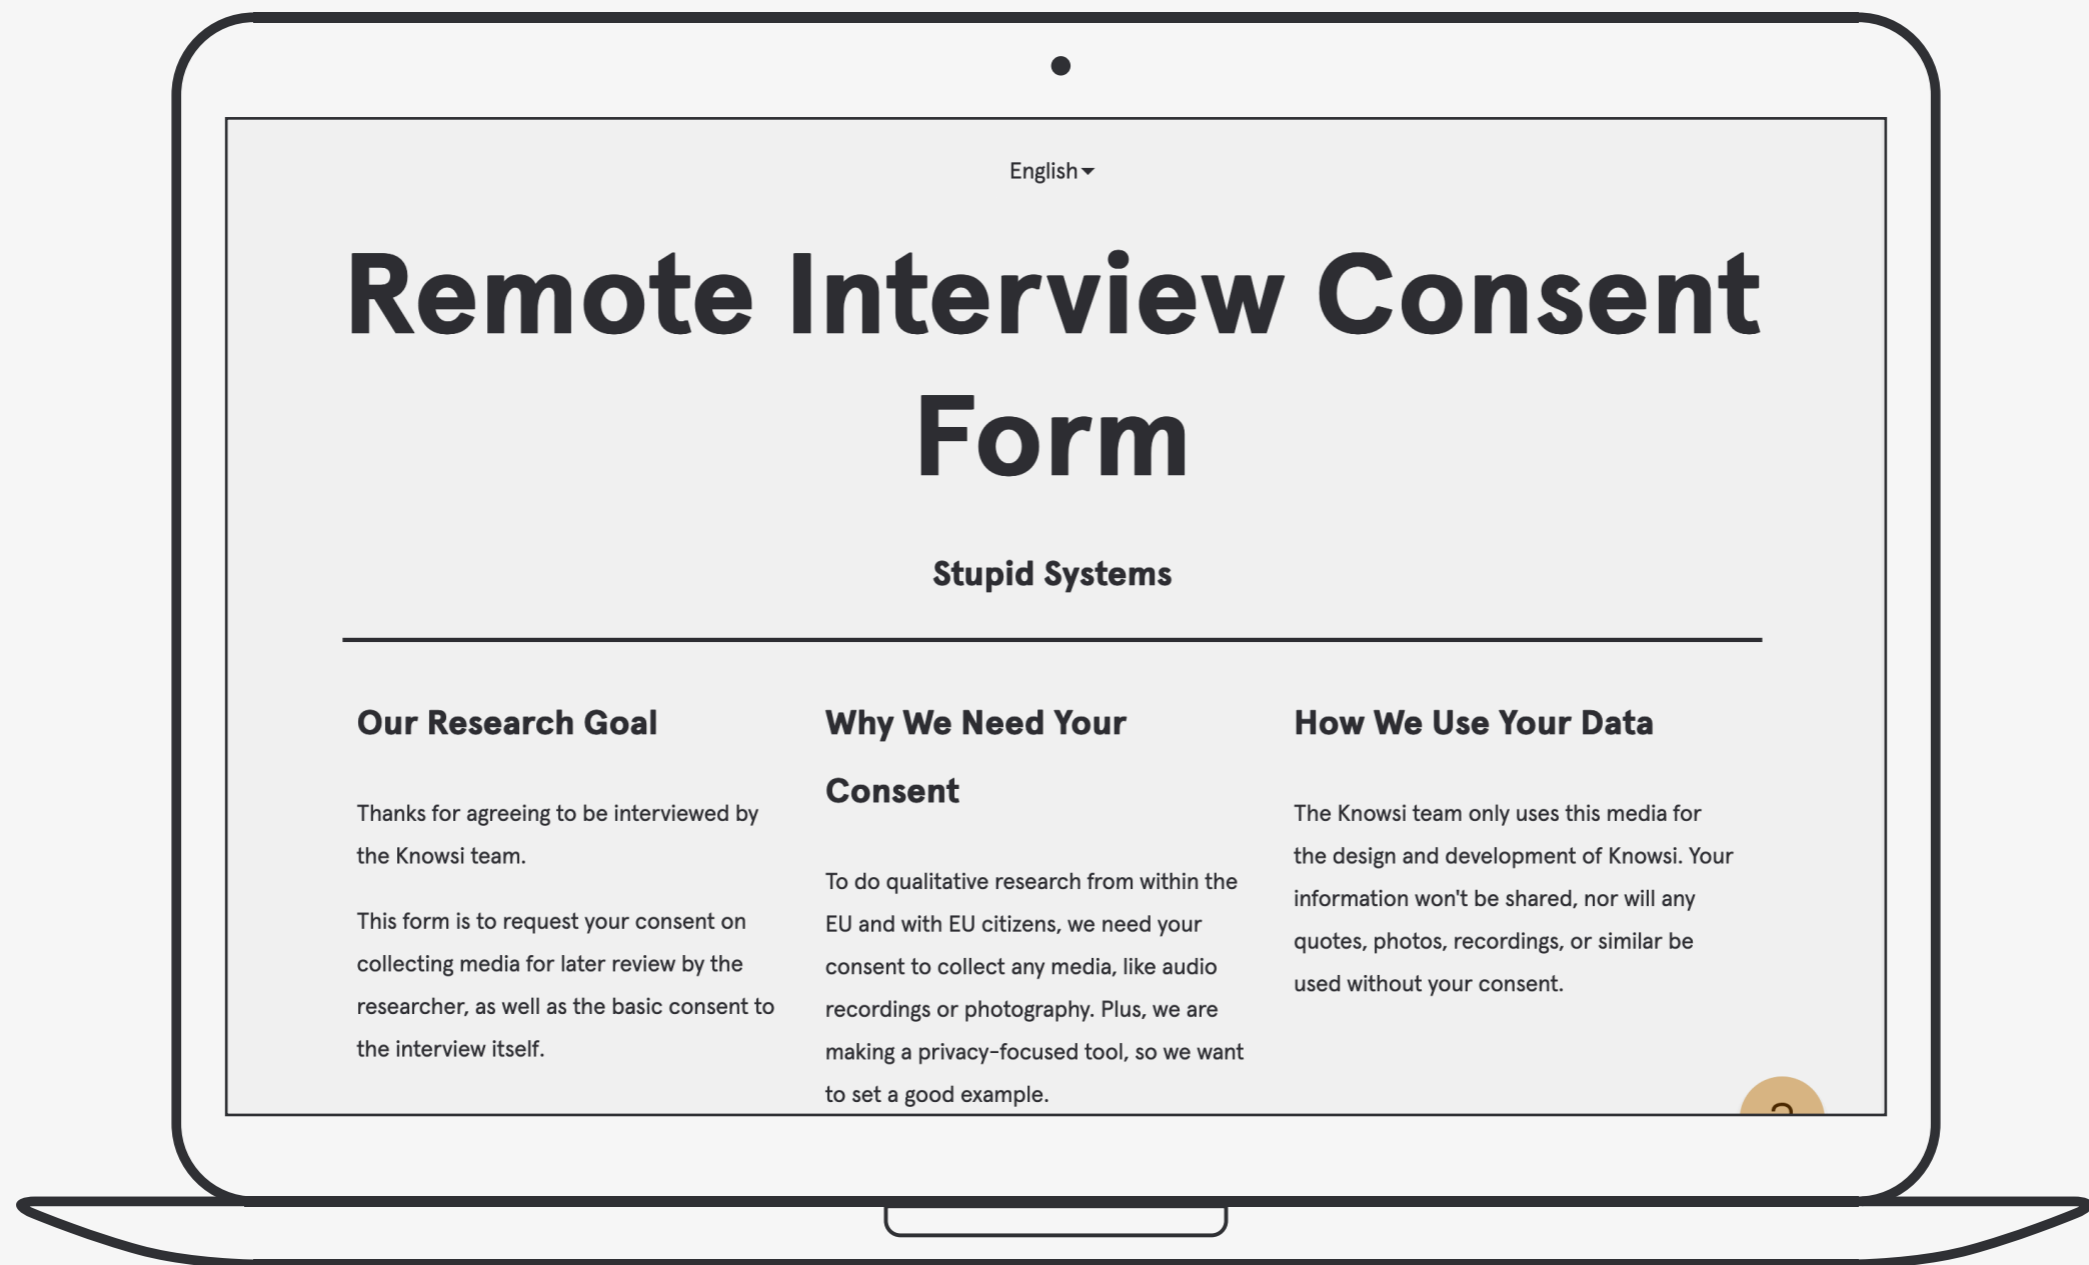 English
Remote Interview Consent
Form
Stupid Systems
Our Research Goal
Thanks for agreeing to be interviewed by
the Knowsi team.
This form is to request your consent on
collecting media for later review by the
researcher, as well as the basic consent to
the interview itself.
Why We Need Your
Consent
To do qualitative research from within the
EU and with EU citizens, we need your
consent to collect any media, like audio
recordings or photography. Plus, we are
making a privacy-focused tool, so we want
to set a good example.
How We Use Your Data
The Knowsi team only uses this media for
the design and development of Knowsi. Your
information won't be shared, nor will any
quotes, photos, recordings, or similar be
used without your consent.